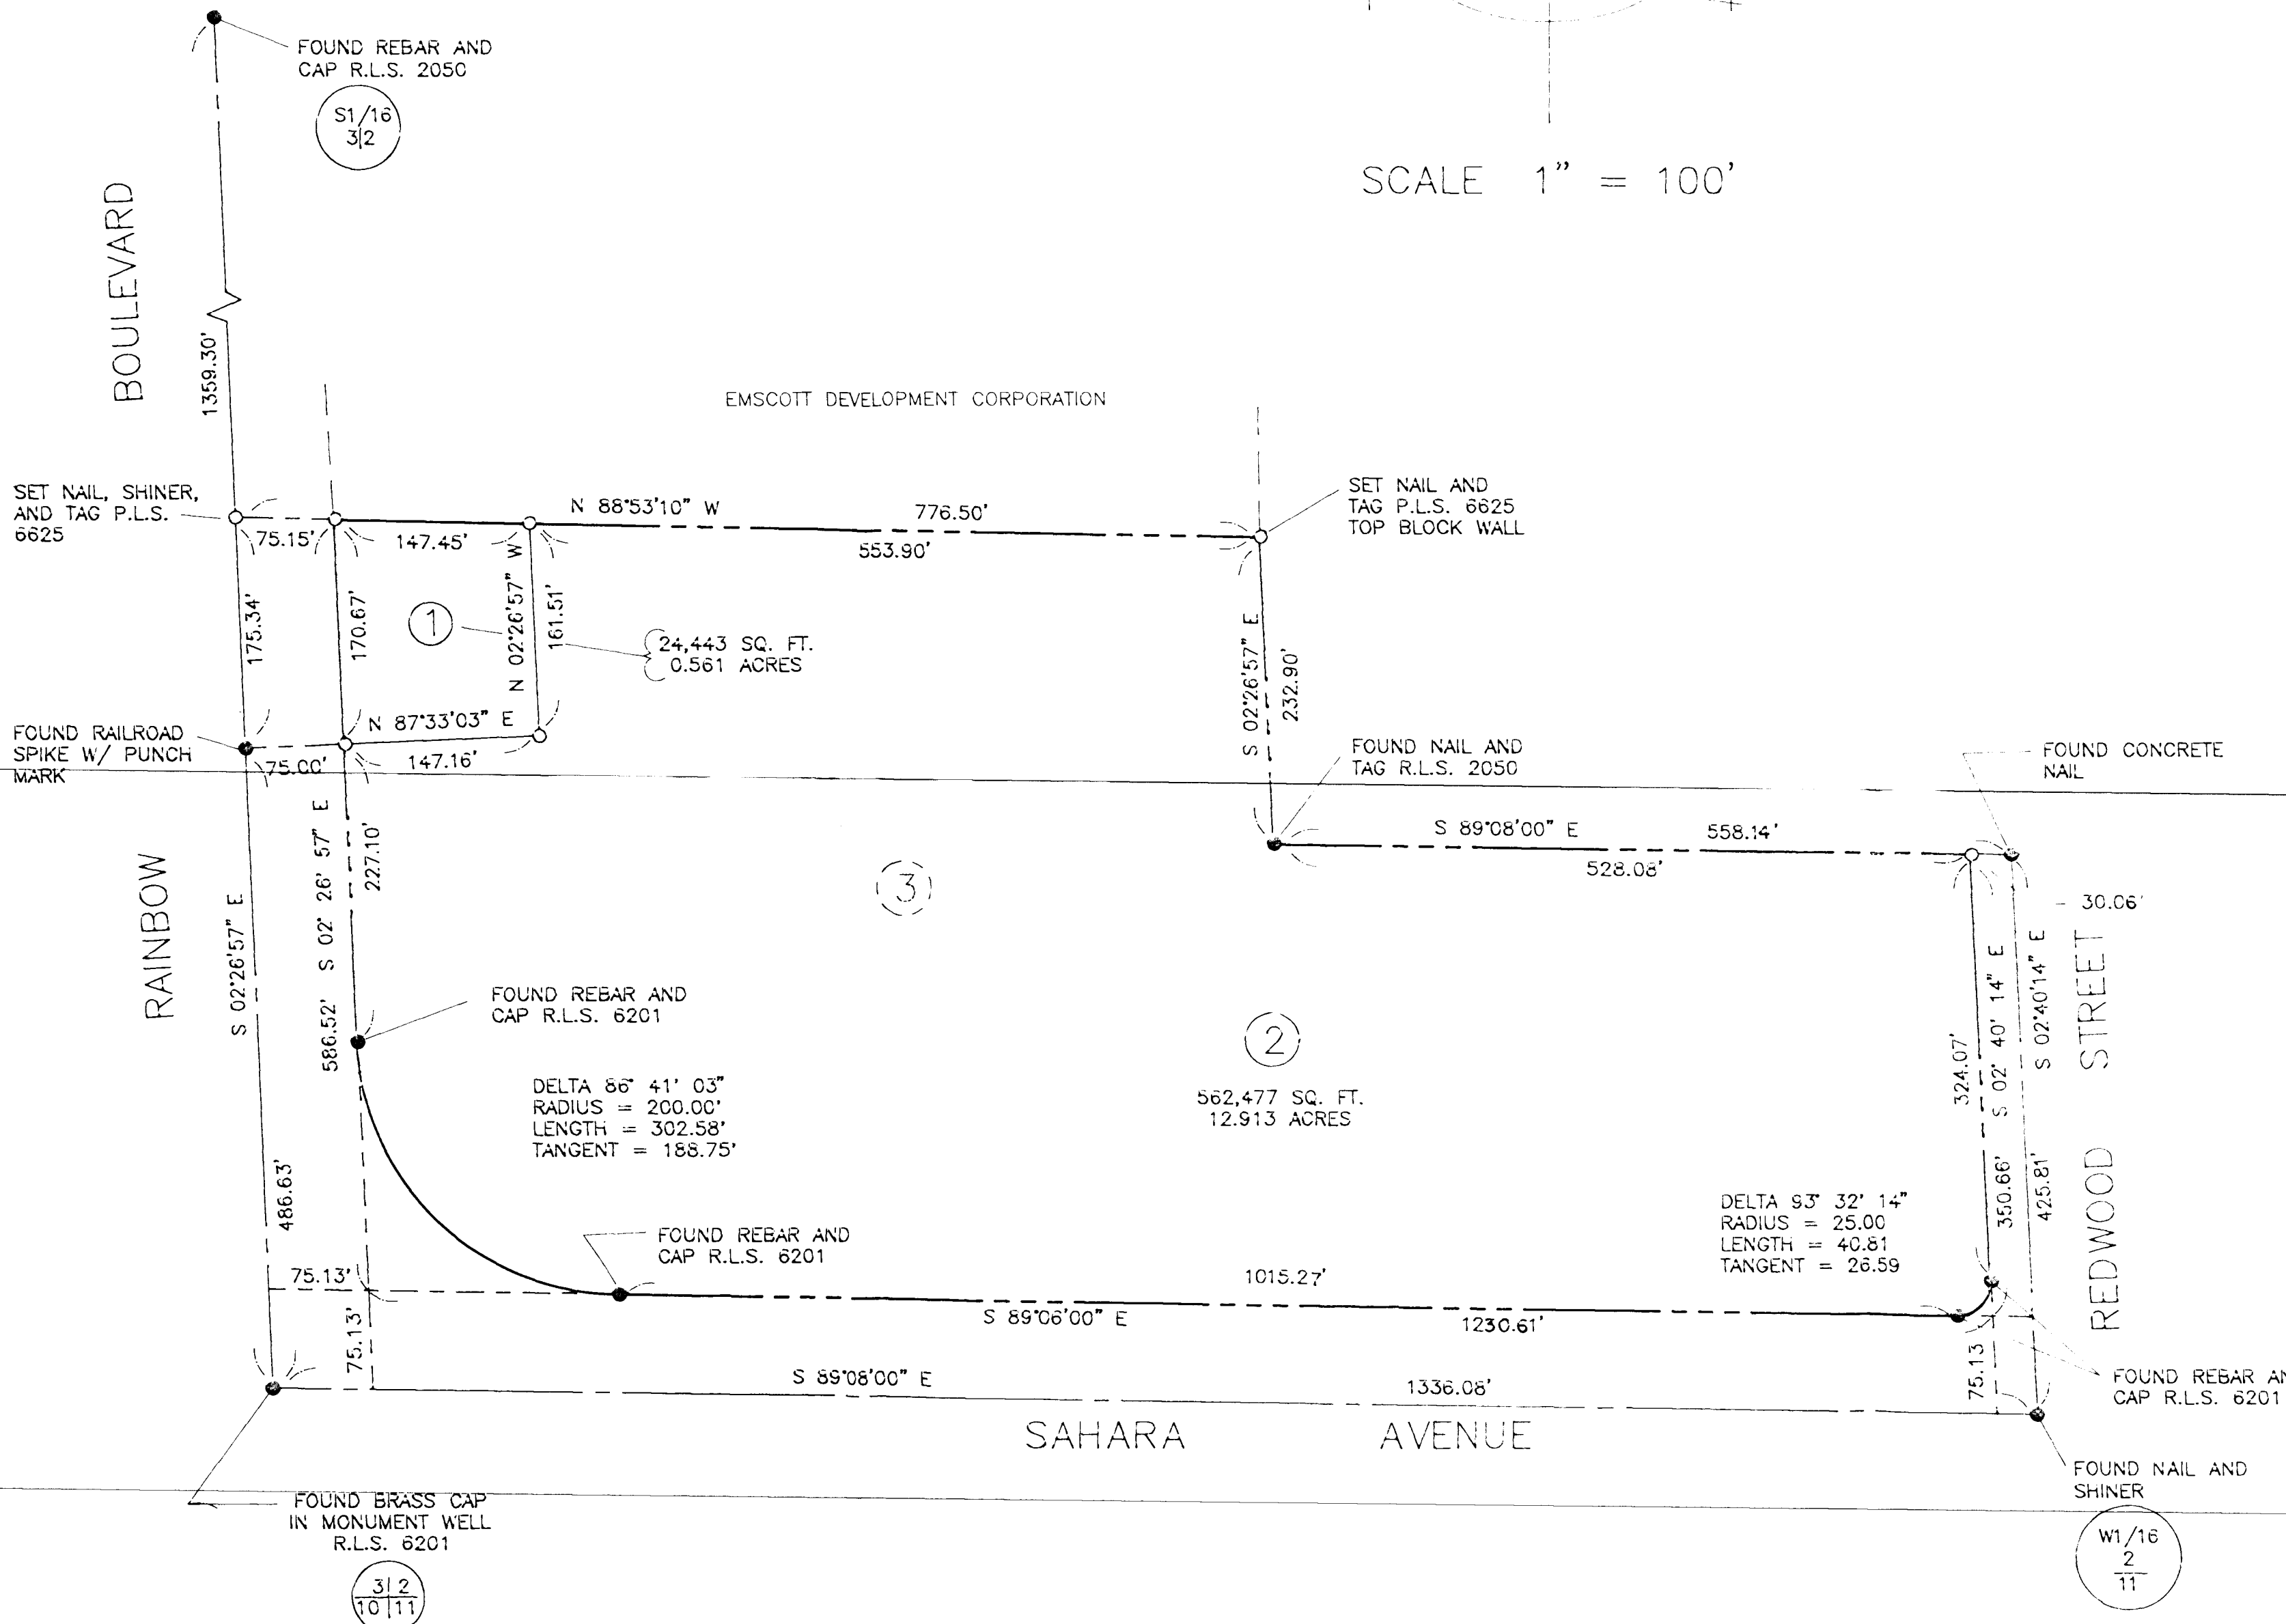 FOUND REBAR AND
CAP R.L.S. 2050
S1/16
3|2
SCALE 1" = 100'
BOULEVARD
1359.30'
EMSCOTT DEVELOPMENT CORPORATION
SET NAIL, SHINER,
AND TAG P.L.S.
6625
75.15'
N 88°53'10" W
776.50'
147.45'
553.90'
SET NAIL AND
TAG P.L.S. 6625
TOP BLOCK WALL
175.34'
170.67'
1
N 02°26'57" W
161.51'
24,443 SQ. FT.
0.561 ACRES
S 02°26'57" E
232.90'
FOUND RAILROAD
SPIKE W/ PUNCH
MARK
75.00'
N 87°33'03" E
147.16'
FOUND NAIL AND
TAG R.L.S. 2050
FOUND CONCRETE
NAIL
S 89°08'00" E
558.14'
528.08'
30.06'
RAINBOW
S 02°26'57" E
486.63'
586.52' S 02° 26' 57" E
227.10'
3
FOUND REBAR AND
CAP R.L.S. 6201
DELTA 86° 41' 03"
RADIUS = 200.00'
LENGTH = 302.58'
TANGENT = 188.75'
2
562,477 SQ. FT.
12.913 ACRES
324.07'
350.66' S 02° 40' 14" E
S 02°40'14" E
425.81'
REDWOOD STREET
DELTA 93° 32' 14"
RADIUS = 25.00
LENGTH = 40.81
TANGENT = 26.59
FOUND REBAR AND
CAP R.L.S. 6201
75.13'
75.13'
1015.27'
S 89°06'00" E
1230.61'
75.13
FOUND REBAR AN
CAP R.L.S. 6201
S 89°08'00" E
1336.08'
SAHARA AVENUE
FOUND NAIL AND
SHINER
FOUND BRASS CAP
IN MONUMENT WELL
R.L.S. 6201
3|2
10|11
W1/16
2
11